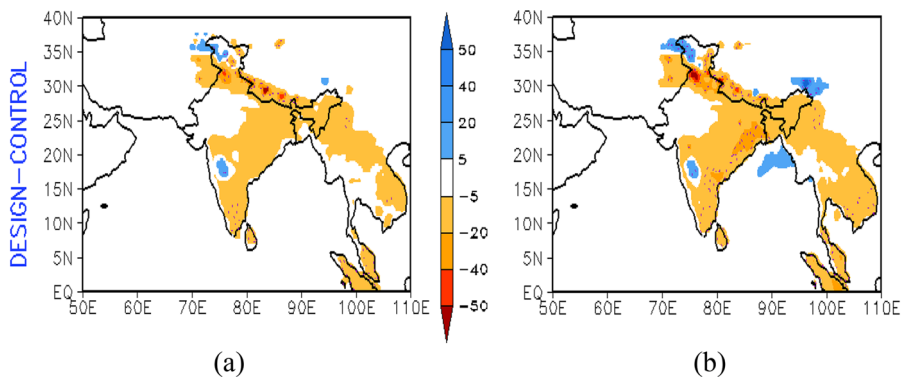 DESIGN−CONTROL
40N
35N
30N
25N
20N
15N
10N
5N
EQ
50E 60E 70E 80E 90E 100E 110E
50
40
20
5
−5
−20
−40
−50
40N
35N
30N
25N
20N
15N
10N
5N
EQ
50E 60E 70E 80E 90E 100E 110E
(a)
(b)